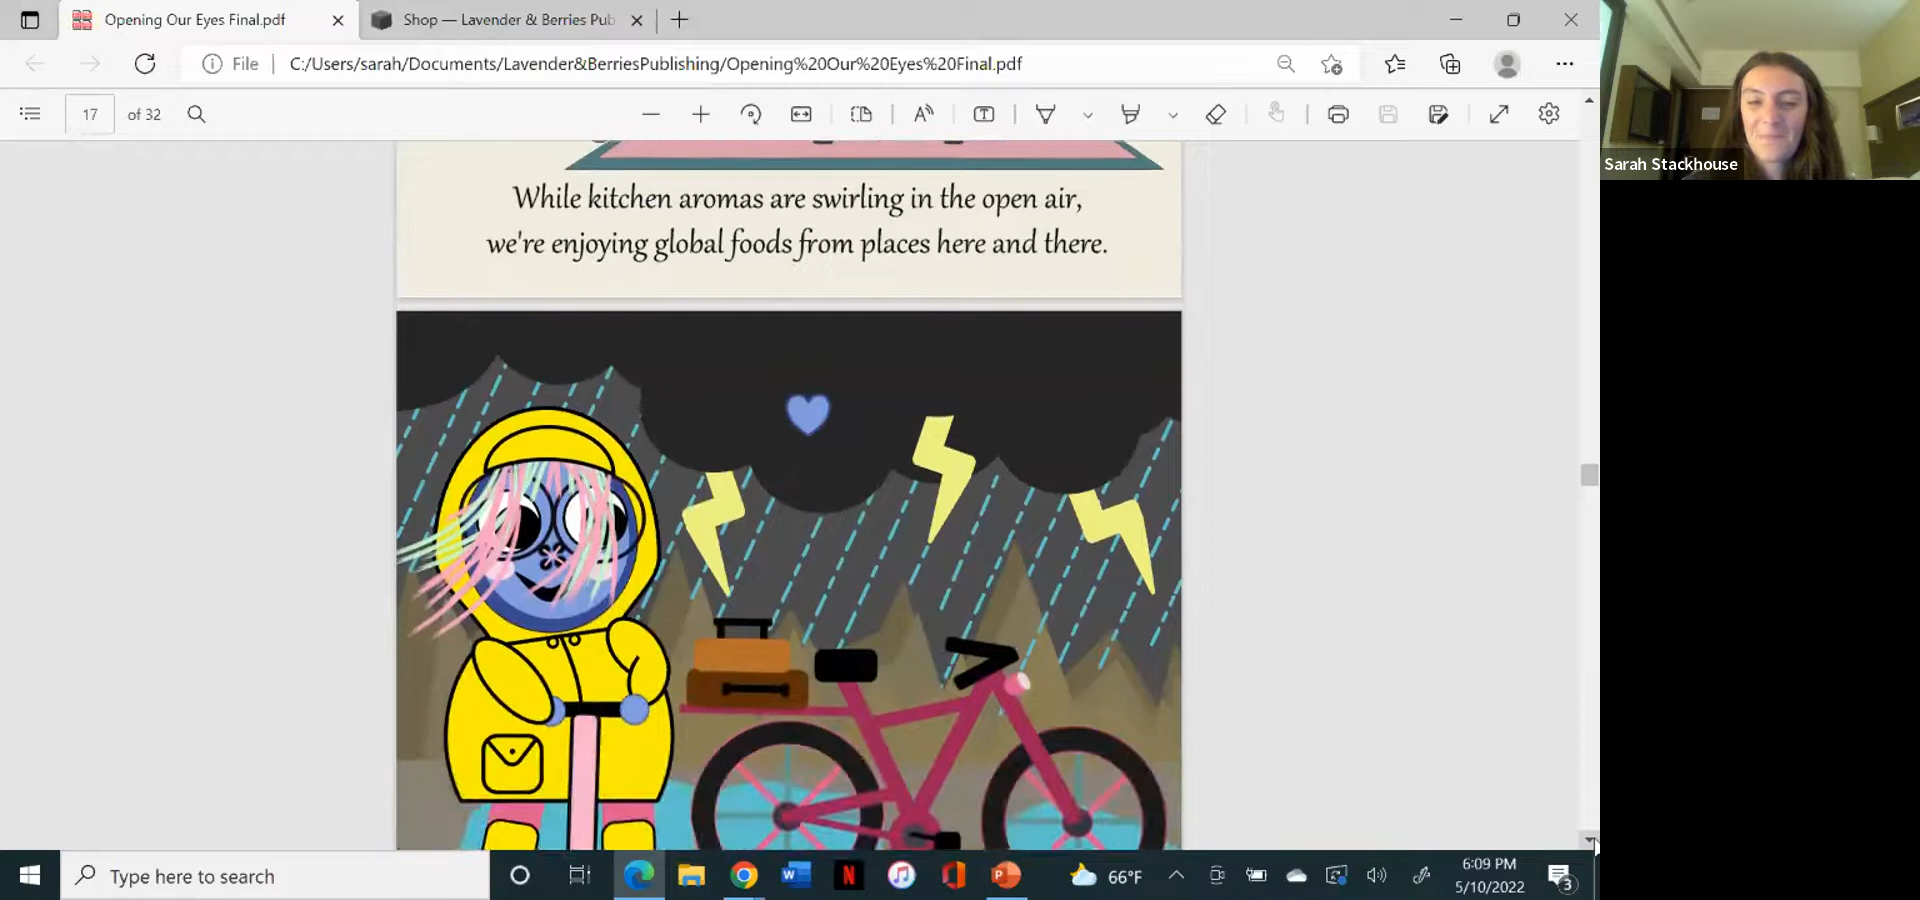 Opening Our Eyes Final.pdf
Shop — Lavender & Berries Pub
File
C:/Users/sarah/Documents/Lavender&BerriesPublishing/Opening%20Our%20Eyes%20Final.pdf
17 of 32
Sarah Stackhouse
While kitchen aromas are swirling in the open air,
we're enjoying global foods from places here and there.
Type here to search
66°F
6:09 PM
5/10/2022
3